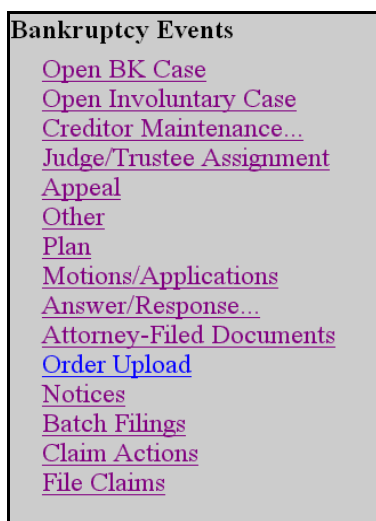 Bankruptcy Events
Open BK Case
Open Involuntary Case
Creditor Maintenance...
Judge/Trustee Assignment
Appeal
Other
Plan
Motions/Applications
Answer/Response...
Attorney-Filed Documents
Order Upload
Notices
Batch Filings
Claim Actions
File Claims